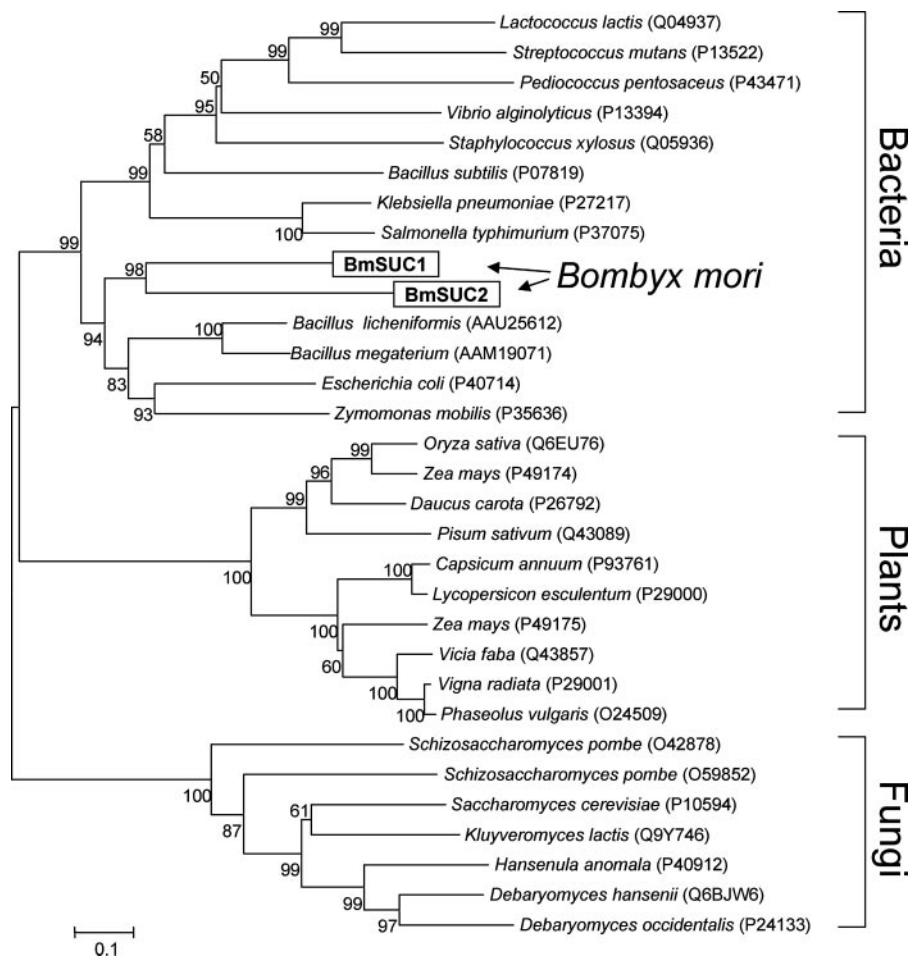 99
Lactococcus lactis (Q04937)
99
Streptococcus mutans (P13522)
Pediococcus pentosaceus (P43471)
50
Vibrio alginolyticus (P13394)
95
Staphylococcus xylosus (Q05936)
58
Bacillus subtilis (P07819)
99
Klebsiella pneumoniae (P27217)
100
Salmonella typhimurium (P37075)
99
98
BmSUC1
BmSUC2
Bombyx mori
94
100
Bacillus licheniformis (AAU25612)
Bacillus megaterium (AAM19071)
83
Escherichia coli (P40714)
93
Zymomonas mobilis (P35636)
Bacteria
99
Oryza sativa (Q6EU76)
96
Zea mays (P49174)
99
Daucus carota (P26792)
Pisum sativum (Q43089)
100
100
Capsicum annuum (P93761)
Lycopersicon esculentum (P29000)
100
Zea mays (P49175)
60
Vicia faba (Q43857)
100
Vigna radiata (P29001)
100
Phaseolus vulgaris (O24509)
Plants
Schizosaccharomyces pombe (O42878)
100
Schizosaccharomyces pombe (O59852)
87
61
Saccharomyces cerevisiae (P10594)
Kluyveromyces lactis (Q9Y746)
99
Hansenula anomala (P40912)
99
Debaryomyces hansenii (Q6BJW6)
97
Debaryomyces occidentalis (P24133)
Fungi
0.1